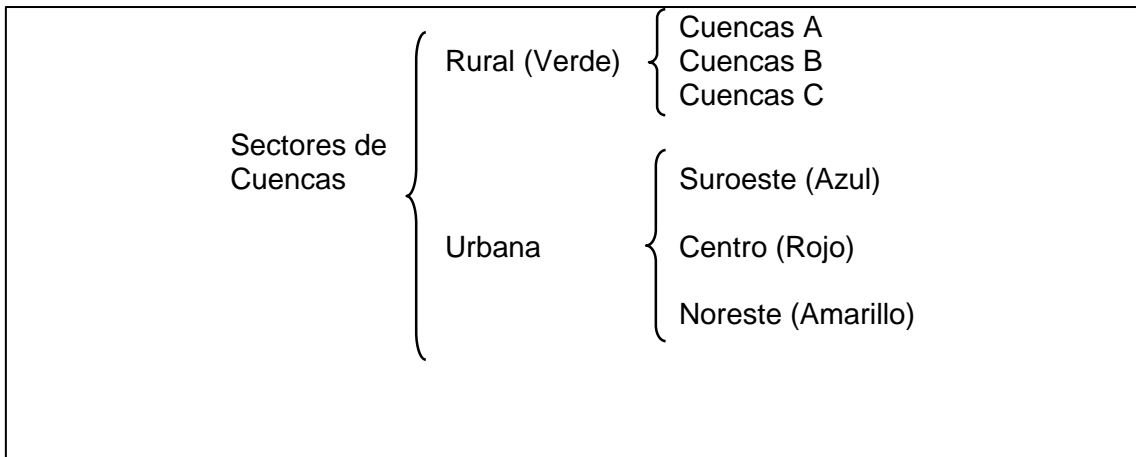 Sectores de
Cuencas
Rural (Verde)
Cuencas A
Cuencas B
Cuencas C
Urbana
Suroeste (Azul)
Centro (Rojo)
Noreste (Amarillo)